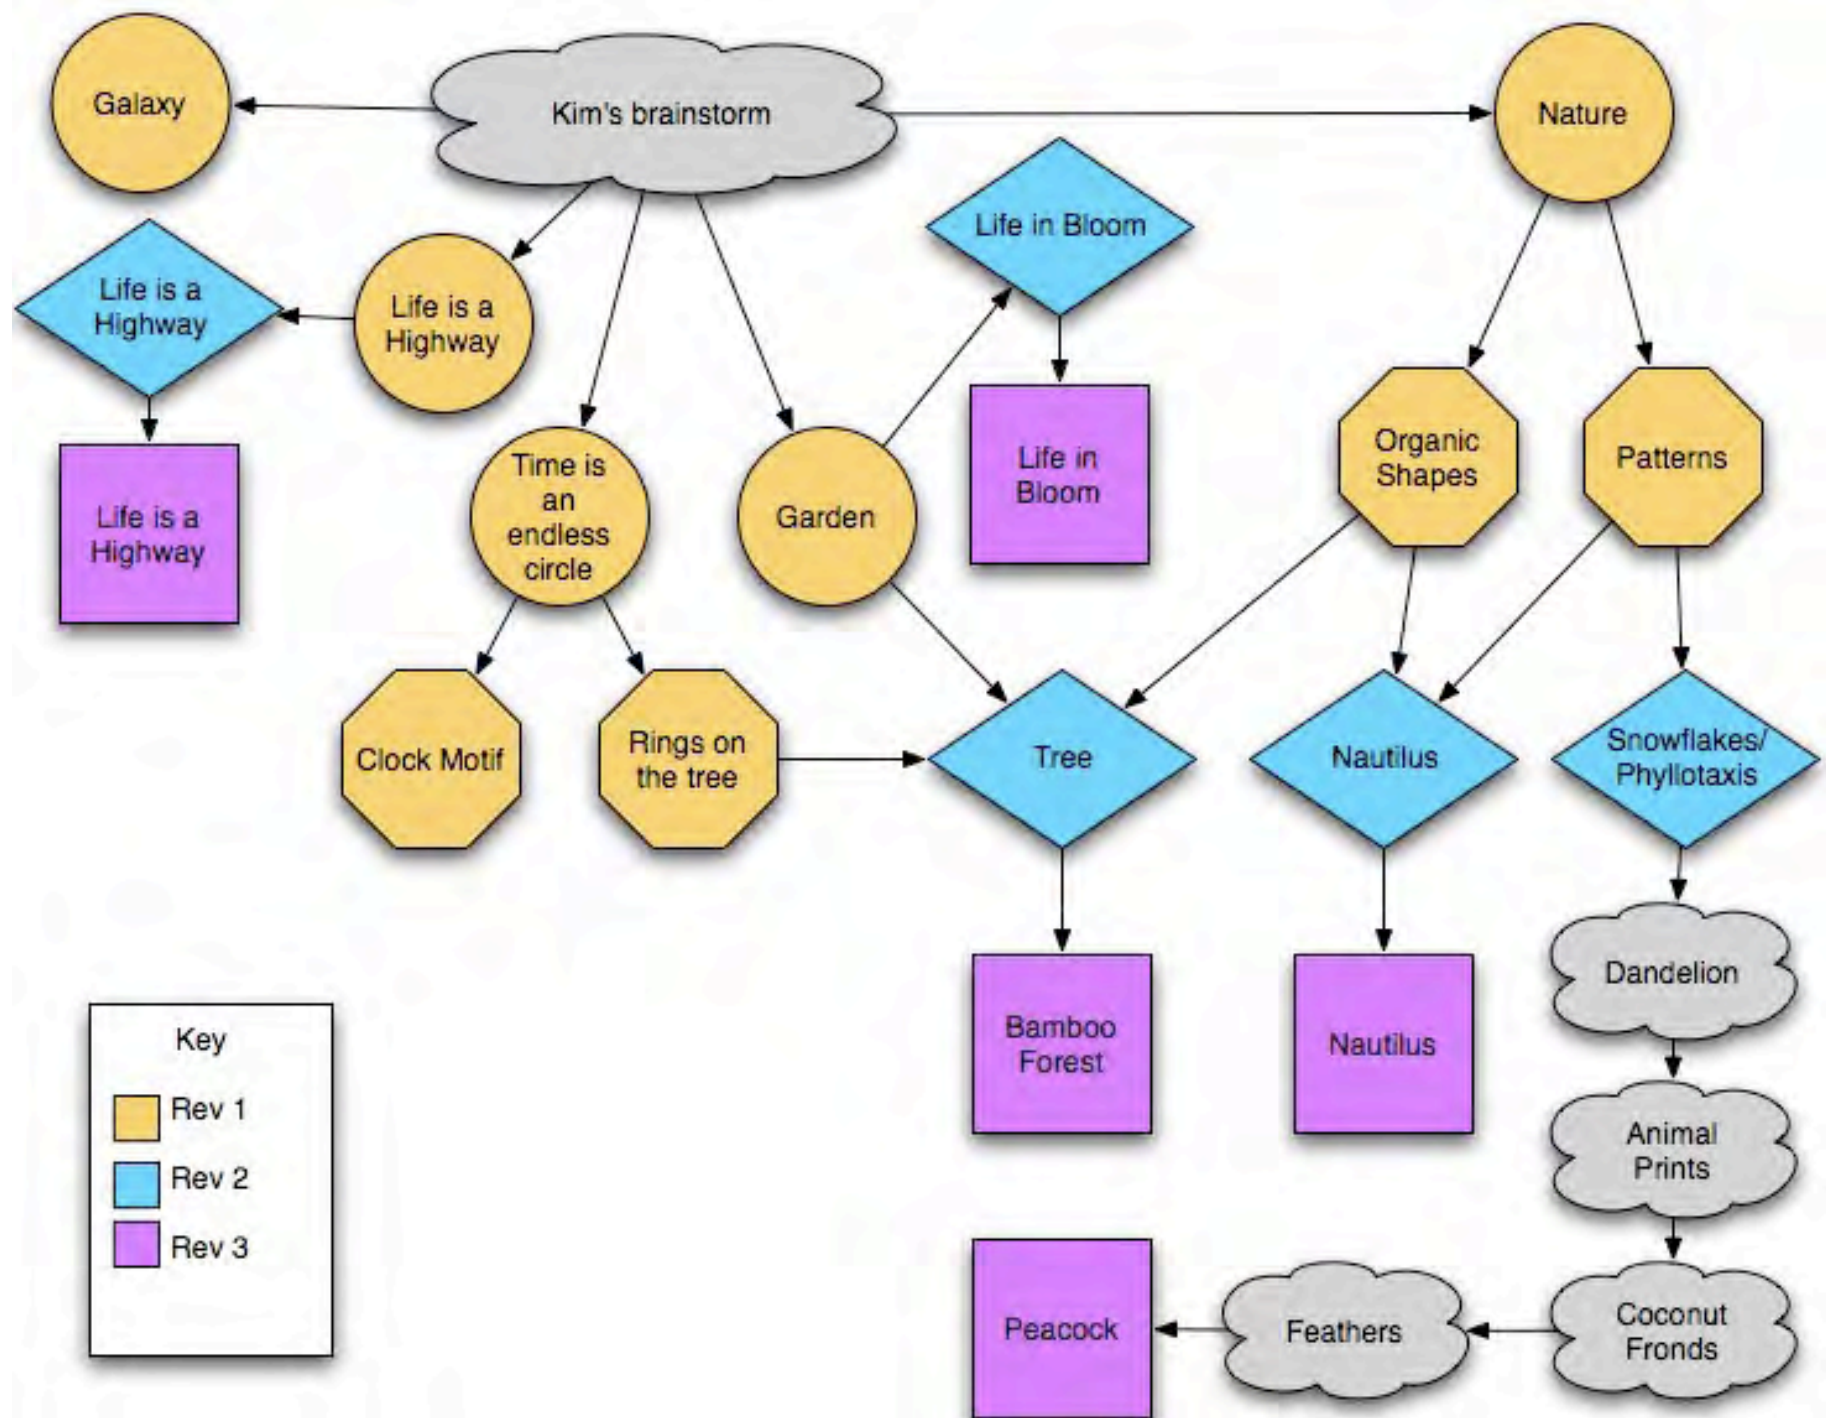 Galaxy
Kim's brainstorm
Nature
Life in Bloom
Life is a
Highway
Life is a
Highway
Life in
Bloom
Organic
Shapes
Patterns
Life is a
Highway
Time is
an
endless
circle
Garden
Clock Motif
Rings on
the tree
Tree
Nautilus
Snowflakes/
Phyllotaxis
Dandelion
Bamboo
Forest
Nautilus
Animal
Prints
Key
Rev 1
Rev 2
Rev 3
Peacock
Feathers
Coconut
Fronds